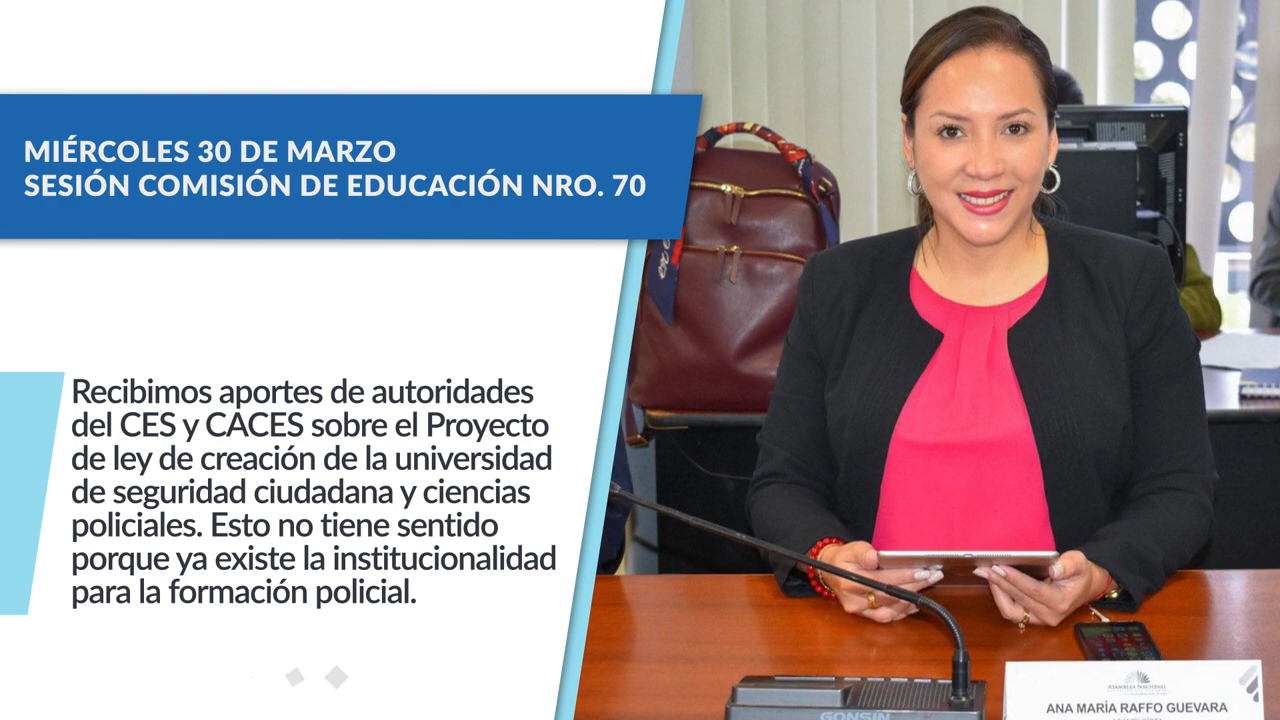 MIÉRCOLES 30 DE MARZO
SESIÓN COMISIÓN DE EDUCACIÓN NRO. 70
Recibimos aportes de autoridades
del CES y CACES sobre el Proyecto
de ley de creación de la universidad
de seguridad ciudadana y ciencias
policiales. Esto no tiene sentido
porque ya existe la institucionalidad
para la formación policial.
GONSIN
ASAMBLEA NACIONAL
ANA MARÍA RAFFO GUEVARA